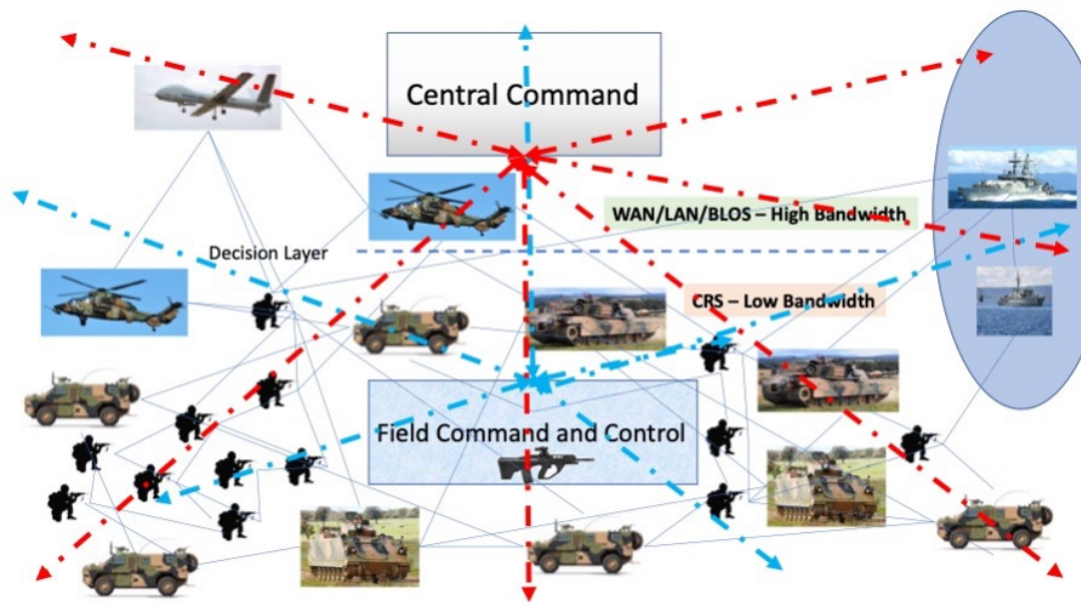 Central Command
WAN/LAN/BLOS – High Bandwidth
Decision Layer
CRS – Low Bandwidth
Field Command and Control